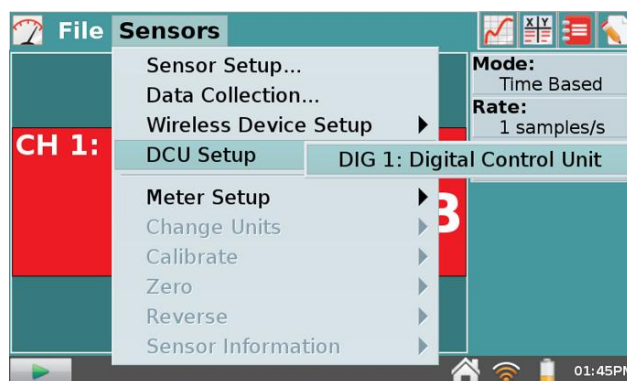 File Sensors
Sensor Setup...
Data Collection...
Wireless Device Setup
DCU Setup
DIG 1: Digital Control Unit
Meter Setup
Change Units
Calibrate
Zero
Reverse
Sensor Information
CH 1:
Mode:
Time Based
Rate:
1 samples/s
X Y
01:45PM